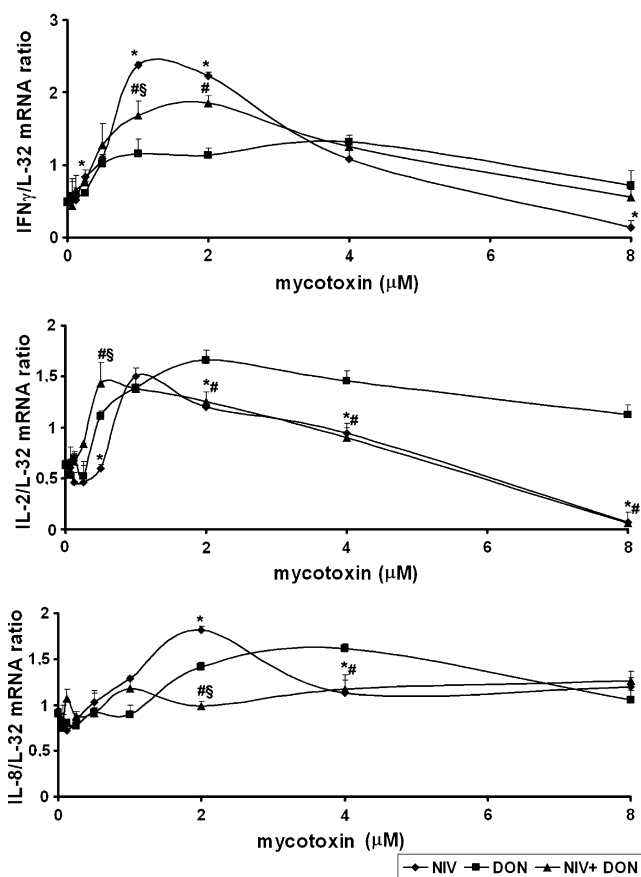 3
*
*
#§
#
2
*
1
*
0
0 2 4 6 8
mycotoxin (μM)
IFNγ/L-32 mRNA ratio
2
#§
1.5
*#
*#
1
*
0.5
*#
0
0 2 4 6 8
mycotoxin (μM)
IL-2/L-32 mRNA ratio
2
*
1.5
*#
#§
1
0.5
0
0 2 4 6 8
mycotoxin (μM)
IL-8/L-32 mRNA ratio
NIV DON NIV+ DON